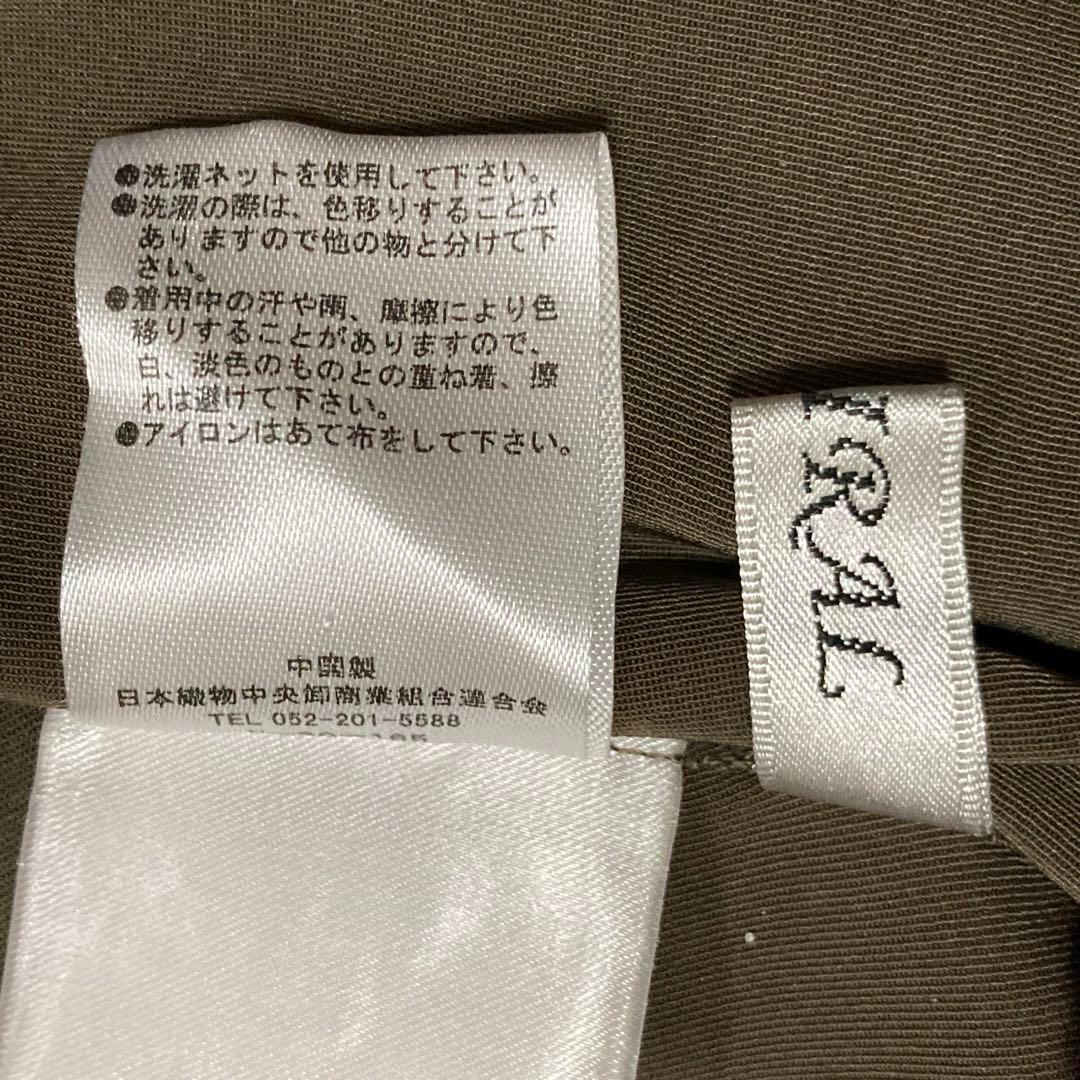 ●洗濯ネットを使用して下さい。
●洗濯の際は、色移りすることが
ありますので他の物と分けて下
さい。
●着用中の汗や雨、摩擦により色
移りすることがありますので、
白、淡色のものとの重ね着、擦
れは避けて下さい。
●アイロンはあて布をして下さい。
中国製
日本織物中央卸商業組合連合会
TEL 052-201-5588
RAL